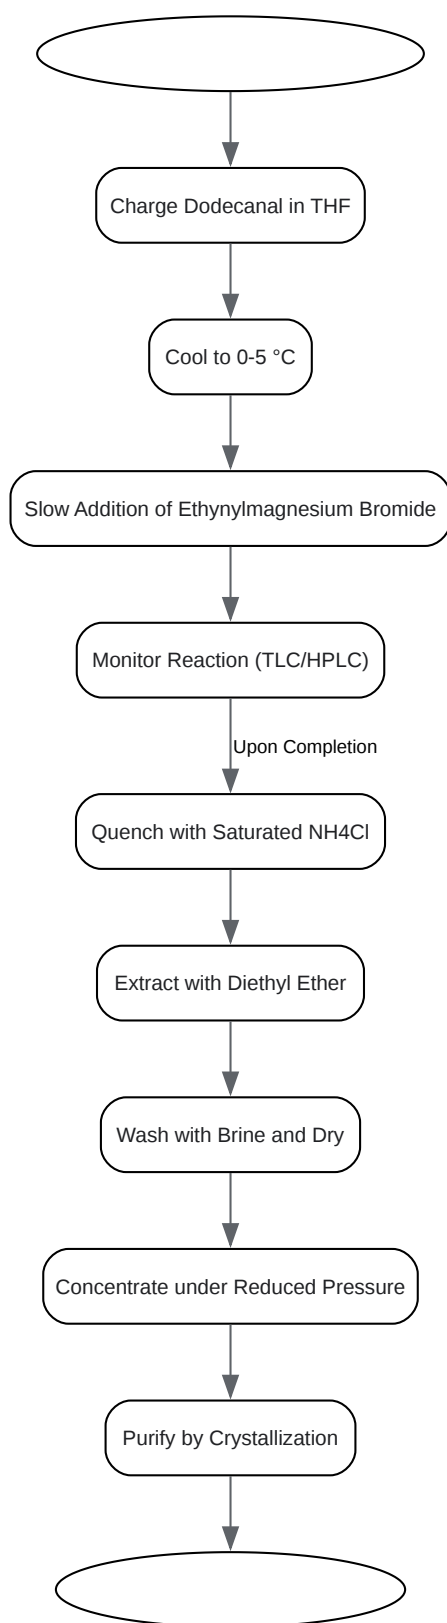 Charge Dodecanal in THF
Cool to 0-5 °C
Slow Addition of Ethynylmagnesium Bromide
Monitor Reaction (TLC/HPLC)
Upon Completion
Quench with Saturated NH4Cl
Extract with Diethyl Ether
Wash with Brine and Dry
Concentrate under Reduced Pressure
Purify by Crystallization